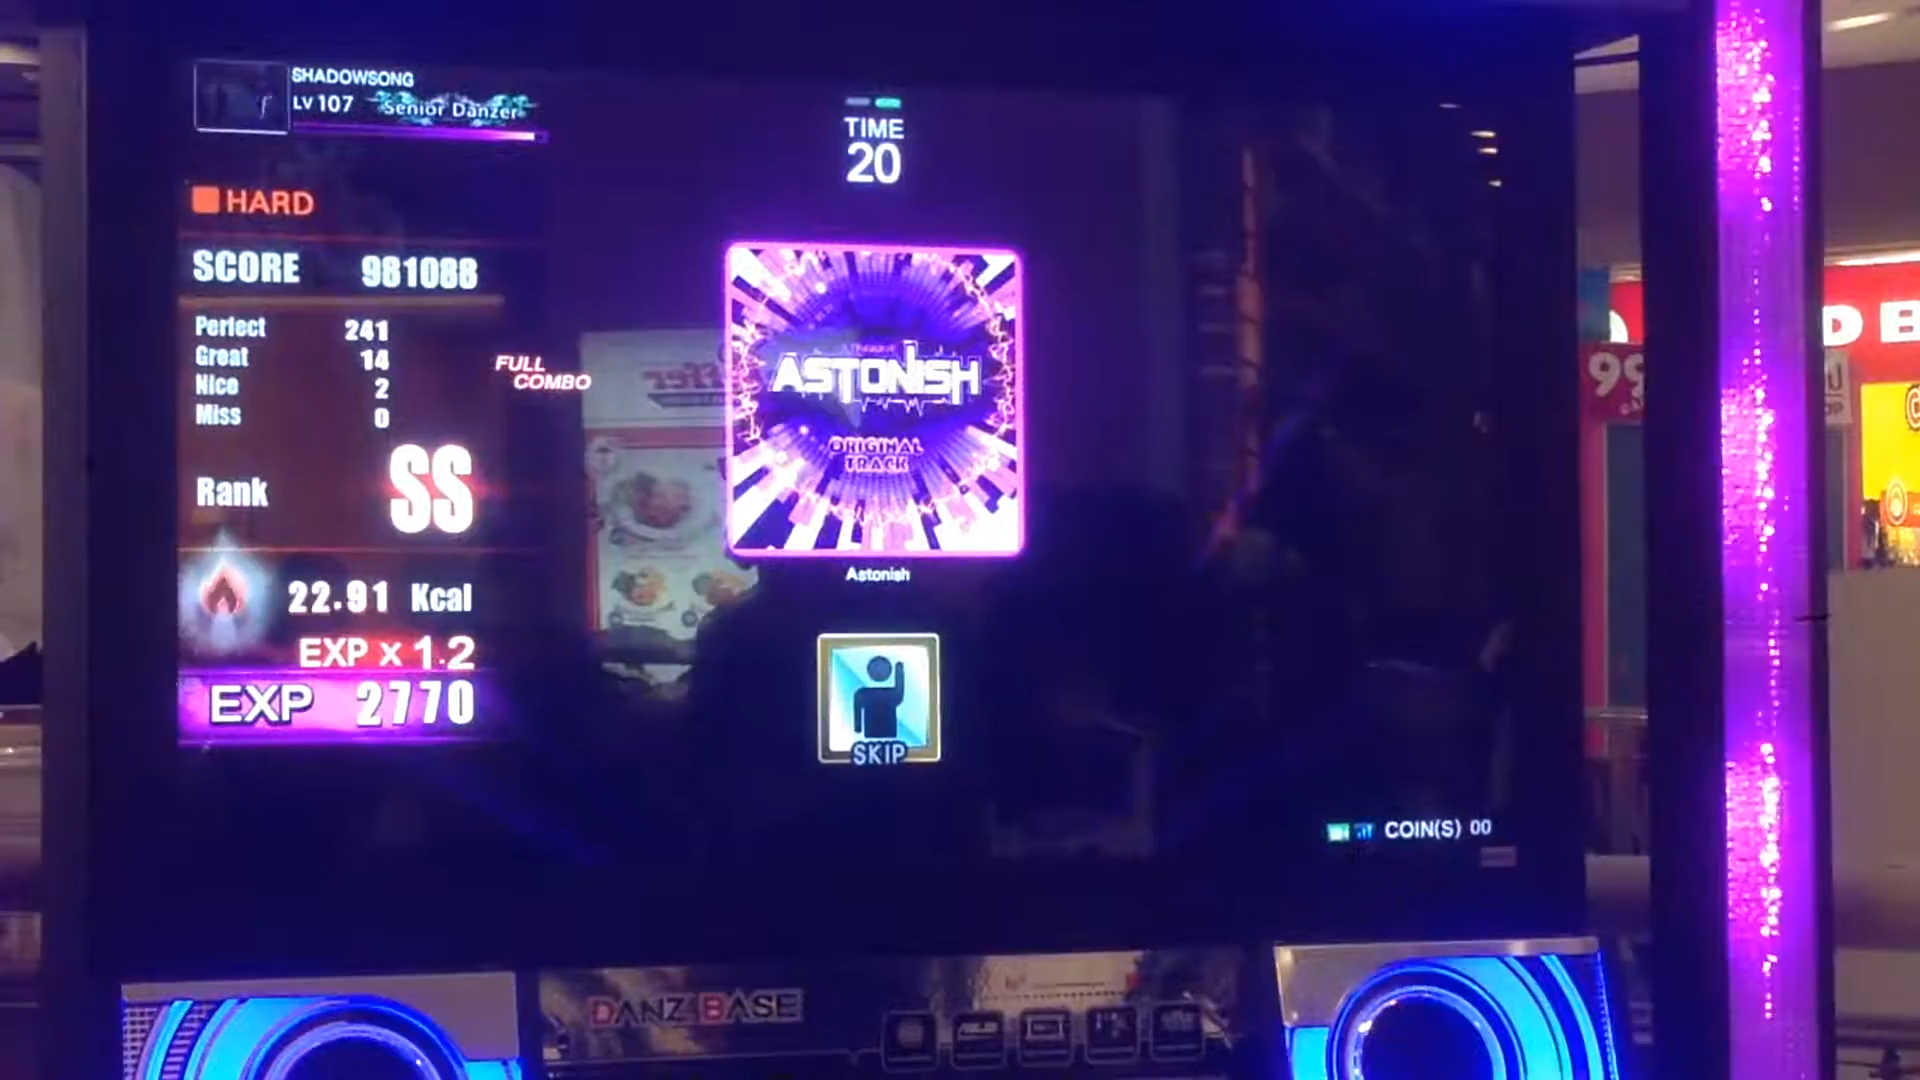 SHADOWSONG
LV 107 Senior Danzer
TIME
20
HARD
SCORE 981088
Perfect 241
Great 14
Nice 2
Miss 0
FULL
COMBO
Rank SS
22.91 Kcal
EXP x 1.2
EXP 2770
ASTONISH
ORIGINAL
TRACK
Astonish
SKIP
COIN(S) 00
DANZ BASE
D B
99